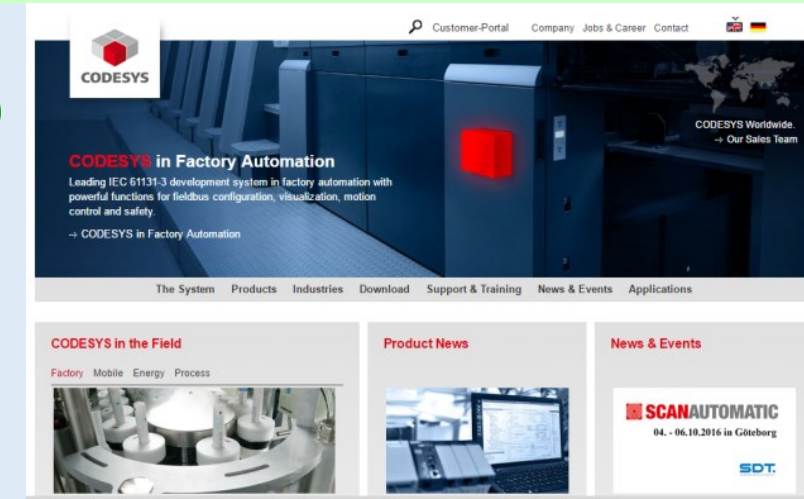 Customer-Portal Company Jobs & Career Contact
CODESYS
CODESYS Worldwide.
→ Our Sales Team
CODESYS in Factory Automation
Leading IEC 61131-3 development system in factory automation with
powerful functions for fieldbus configuration, visualization, motion
control and safety.
→ CODESYS in Factory Automation
The System Products Industries Download Support & Training News & Events Applications
CODESYS in the Field
Factory Mobile Energy Process
Product News
News & Events
SCANAUTOMATIC
04. - 06.10.2016 in Göteborg
SDT.